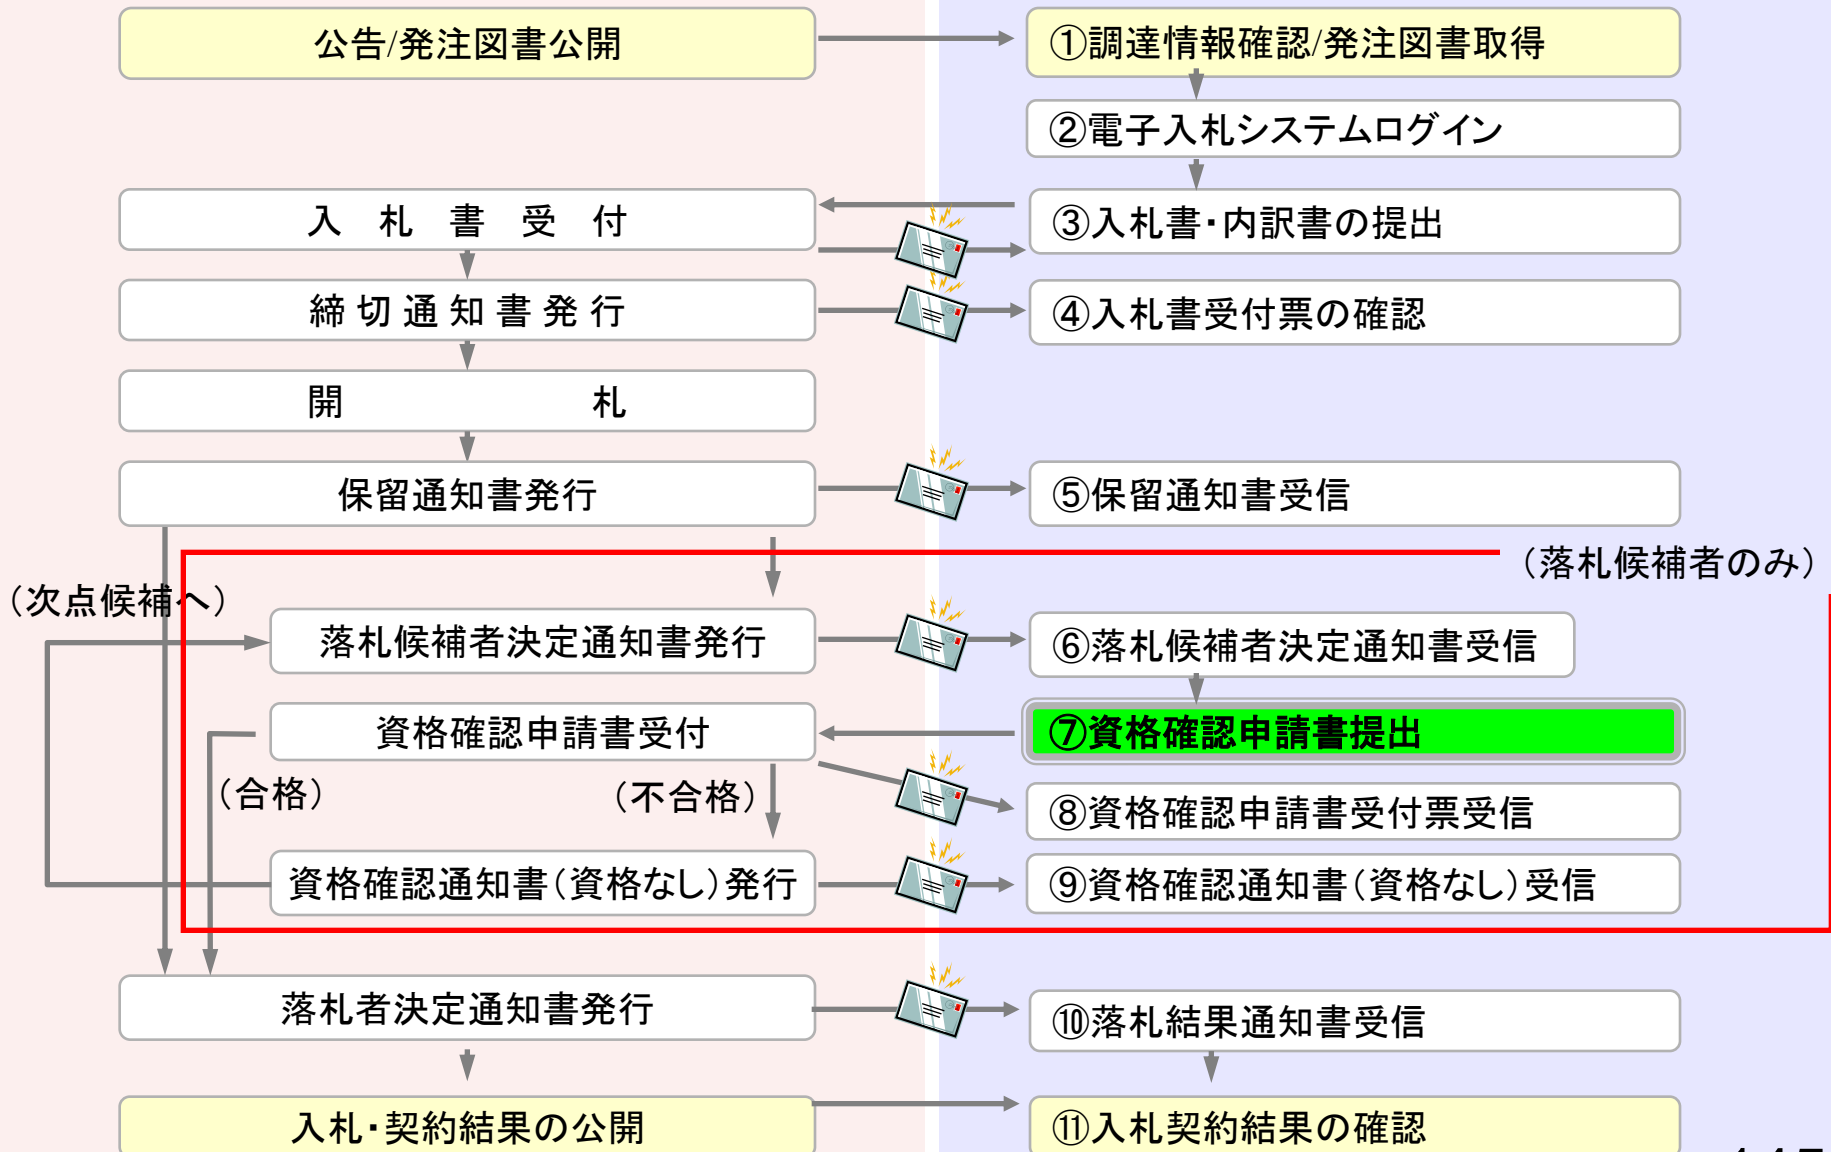 公告/発注図書公開
①調達情報確認/発注図書取得
②電子入札システムログイン
入 札 書 受 付
③入札書・内訳書の提出
締切通知書発行
④入札書受付票の確認
開 札
保留通知書発行
⑤保留通知書受信
（落札候補者のみ）
（次点候補へ）
落札候補者決定通知書発行
⑥落札候補者決定通知書受信
資格確認申請書受付
⑦資格確認申請書提出
（合格）
（不合格）
⑧資格確認申請書受付票受信
資格確認通知書（資格なし）発行
⑨資格確認通知書（資格なし）受信
落札者決定通知書発行
⑩落札結果通知書受信
入札・契約結果の公開
⑪入札契約結果の確認